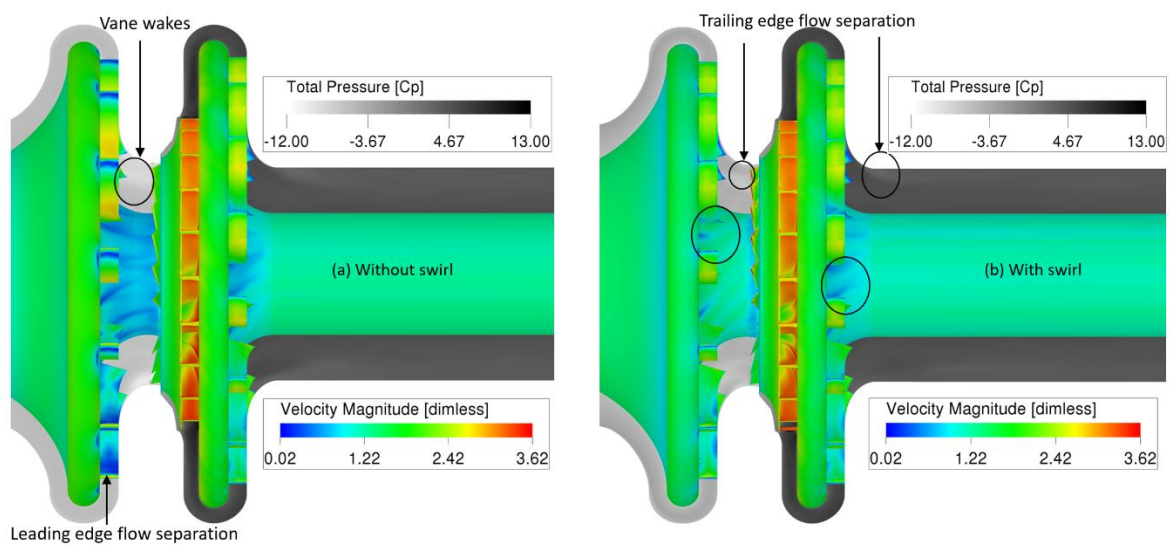 Vane wakes
Trailing edge flow separation
Total Pressure [Cp]
-12.00 -3.67 4.67 13.00
Total Pressure [Cp]
-12.00 -3.67 4.67 13.00
(a) Without swirl
(b) With swirl
Velocity Magnitude [dimless]
0.02 1.22 2.42 3.62
Velocity Magnitude [dimless]
0.02 1.22 2.42 3.62
Leading edge flow separation